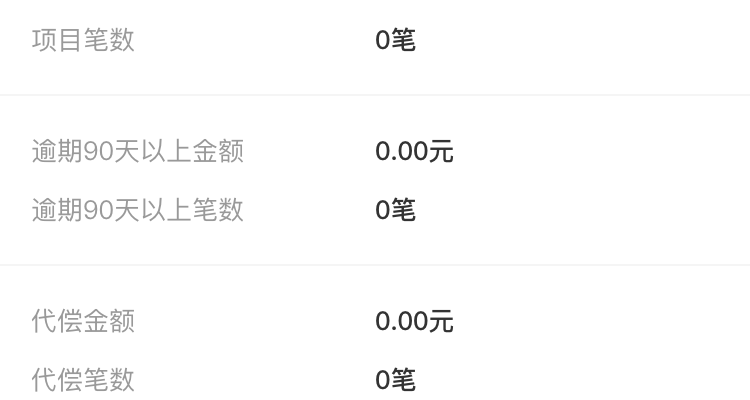 项目笔数 0笔
逾期90天以上金额 0.00元
逾期90天以上笔数 0笔
代偿金额 0.00元
代偿笔数 0笔